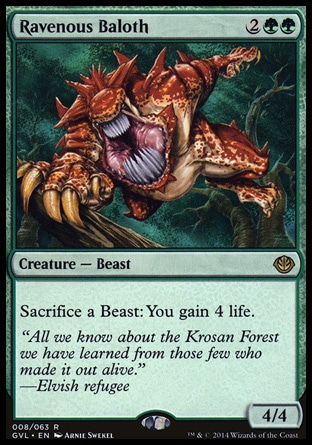 Ravenous Baloth 2
Creature — Beast
Sacrifice a Beast: You gain 4 life.
“All we know about the Krosan Forest
we have learned from those few who
made it out alive.”
—Elvish refugee
4/4
008/063 R
GVL • EN Arnie Swekel
™ & © 2014 Wizards of the Coast